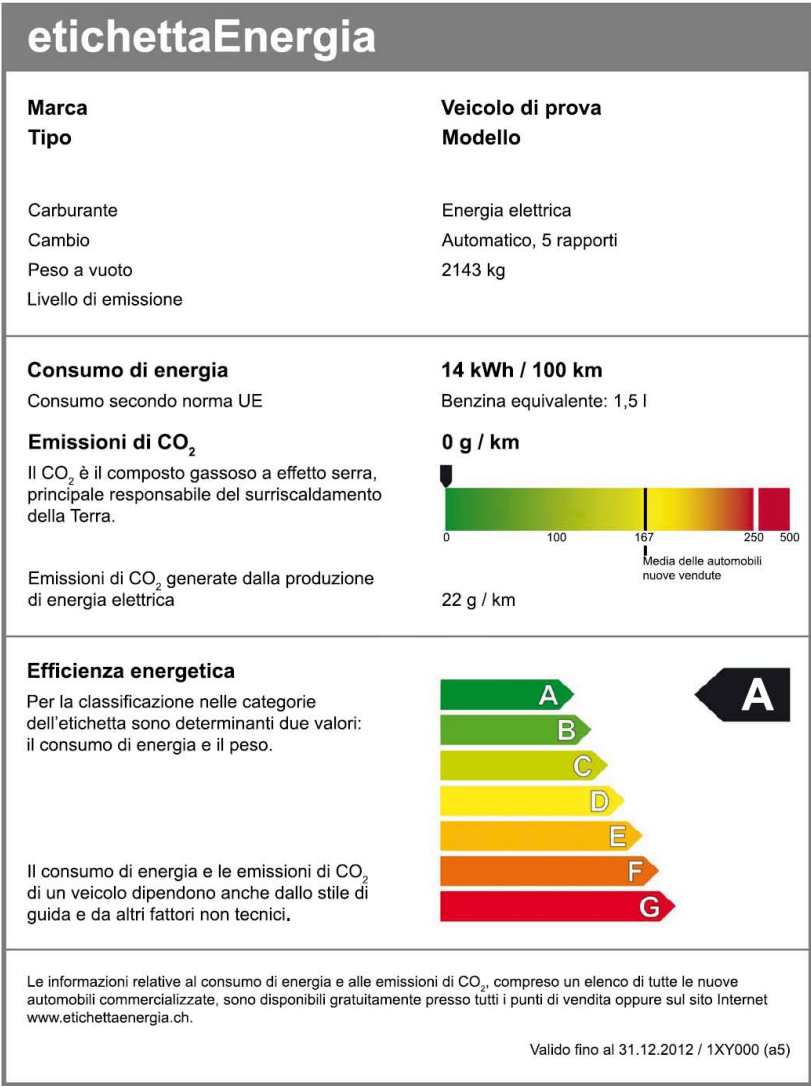 etichettaEnergia
Marca Veicolo di prova
Tipo Modello
Carburante Energia elettrica
Cambio Automatico, 5 rapporti
Peso a vuoto 2143 kg
Livello di emissione
Consumo di energia 14 kWh / 100 km
Consumo secondo norma UE Benzina equivalente: 1,5 l
Emissioni di CO₂ 0 g / km
Il CO₂ è il composto gassoso a effetto serra,
principale responsabile del surriscaldamento
della Terra.
0 100 167 250 500
Media delle automobili
nuove vendute
Emissioni di CO₂ generate dalla produzione
di energia elettrica 22 g / km
Efficienza energetica
Per la classificazione nelle categorie
dell'etichetta sono determinanti due valori:
il consumo di energia e il peso.
A A
B
C
D
E
F
G
Il consumo di energia e le emissioni di CO₂
di un veicolo dipendono anche dallo stile di
guida e da altri fattori non tecnici.
Le informazioni relative al consumo di energia e alle emissioni di CO₂, compreso un elenco di tutte le nuove
automobili commercializzate, sono disponibili gratuitamente presso tutti i punti di vendita oppure sul sito Internet
www.etichettaenergia.ch.
Valido fino al 31.12.2012 / 1XY000 (a5)